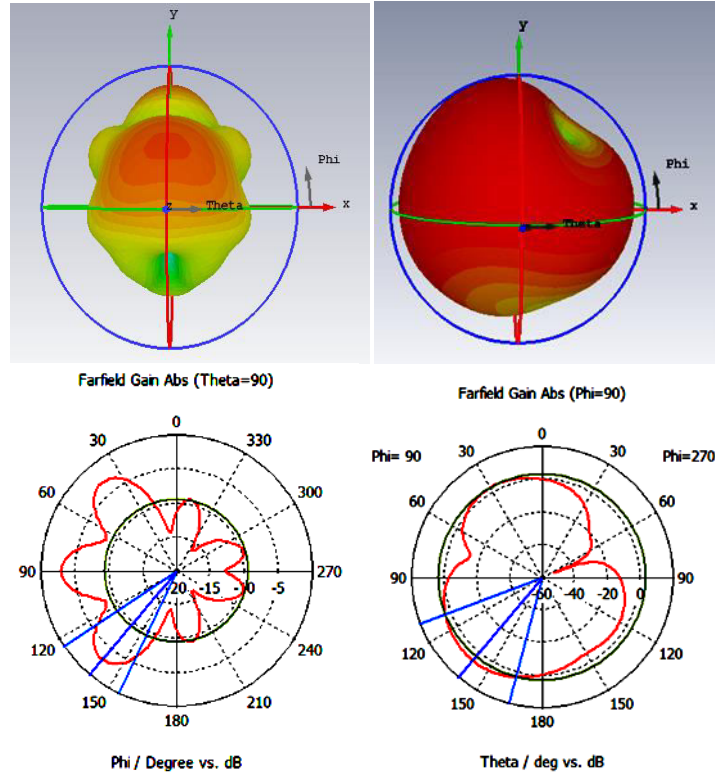 y
Phi
z Theta x
y
Phi
Theta x
Farfield Gain Abs (Theta=90)
0
30 330
60 300
90 -20 -15 -10 -5 270
120 240
150 210
180
Phi / Degree vs. dB
Farfield Gain Abs (Phi=90)
0
Phi= 90 30 30 Phi=270
60 60
90 -60 -40 -20 0 90
120 120
150 150
180
Theta / deg vs. dB